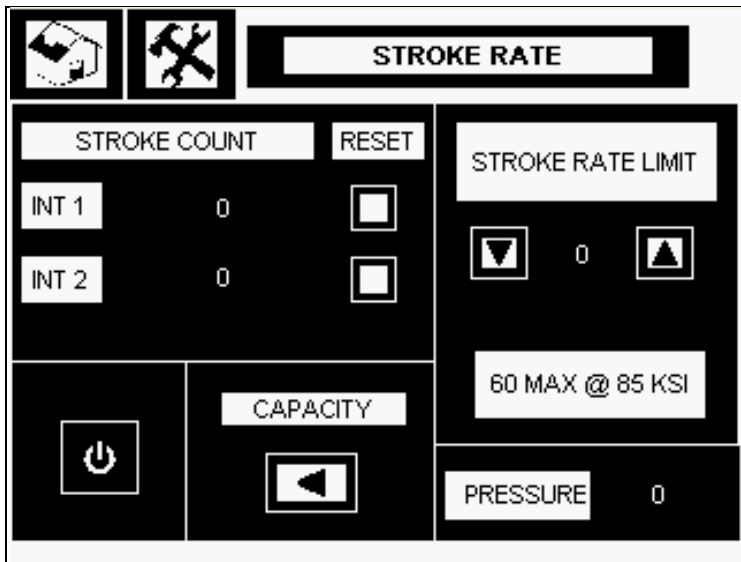 STROKE RATE
STROKE COUNT RESET
INT 1 0
INT 2 0
STROKE RATE LIMIT
0
60 MAX @ 85 KSI
CAPACITY
PRESSURE 0